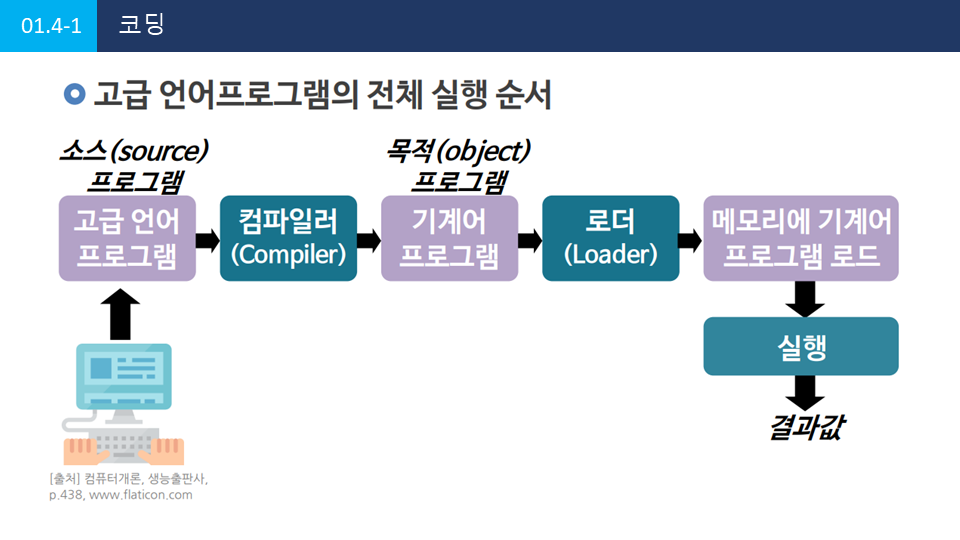 01.4-1 코딩
고급 언어프로그램의 전체 실행 순서
소스(source)
프로그램
목적(object)
프로그램
고급 언어
프로그램
컴파일러
(Compiler)
기계어
프로그램
로더
(Loader)
메모리에 기계어
프로그램 로드
실행
결과값
[출처] 컴퓨터개론, 생능출판사,
p.438, www.flaticon.com